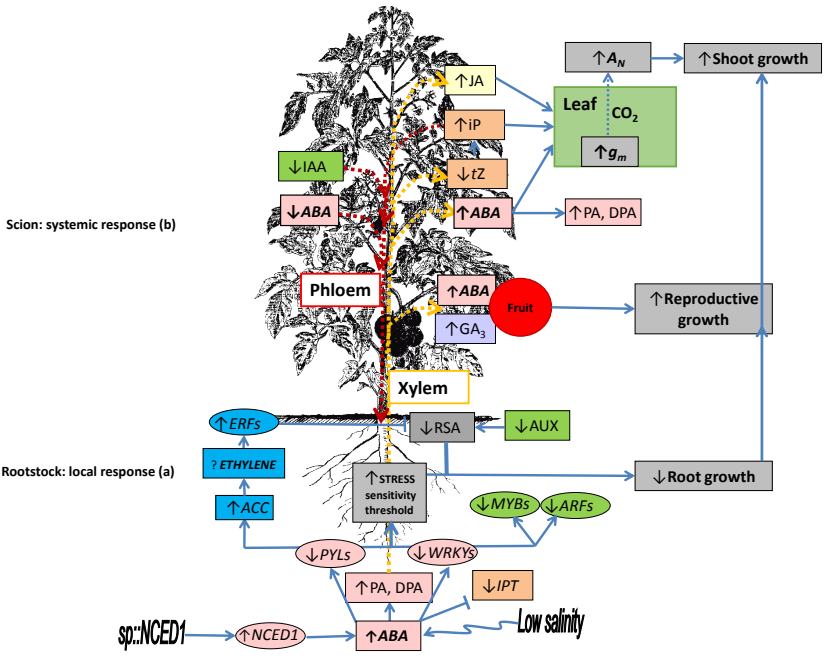 ↑A_N
↑Shoot growth
↑JA
Leaf
CO₂
↑iP
↑g_m
↓IAA
↓tZ
↓ABA
↑ABA
↑PA, DPA
Scion: systemic response (b)
Phloem
↑ABA
Fruit
↑Reproductive
growth
↑GA₃
Xylem
↑ERFs
↓RSA
↓AUX
? ETHYLENE
Rootstock: local response (a)
↑STRESS
sensitivity
threshold
↓Root growth
↑ACC
↓MYBs
↓ARFs
↓PYLs
↓WRKYs
↑PA, DPA
↓IPT
sp::NCED1
↑NCED1
↑ABA
Low salinity